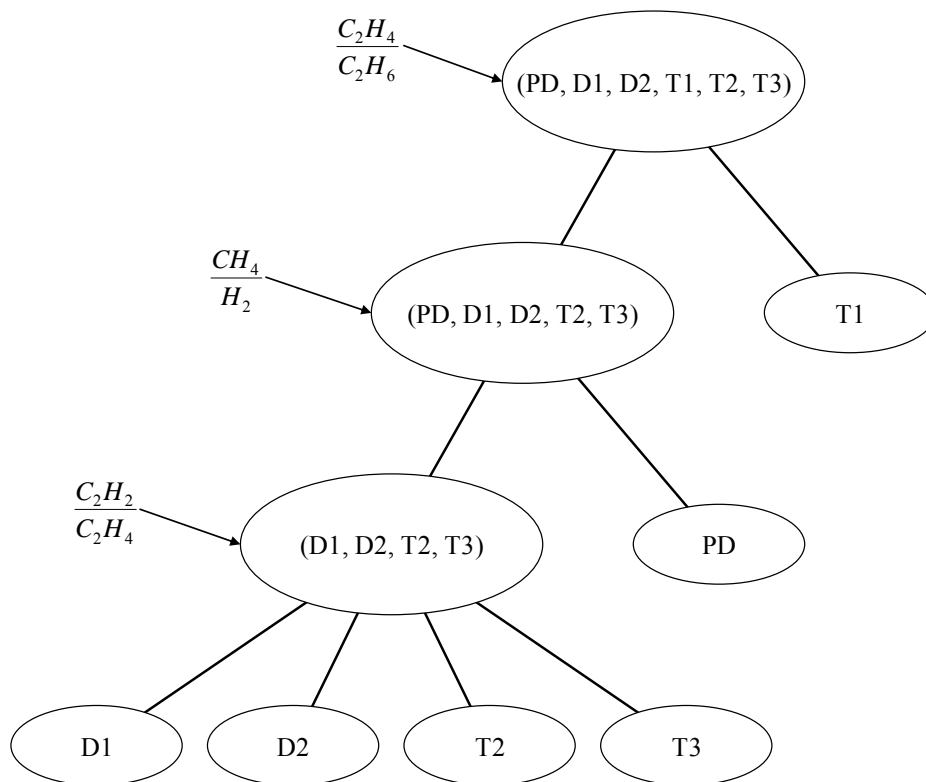 C₂H₄
C₂H₆
(PD, D1, D2, T1, T2, T3)
CH₄
H₂
(PD, D1, D2, T2, T3)
T1
C₂H₂
C₂H₄
(D1, D2, T2, T3)
PD
D1
D2
T2
T3